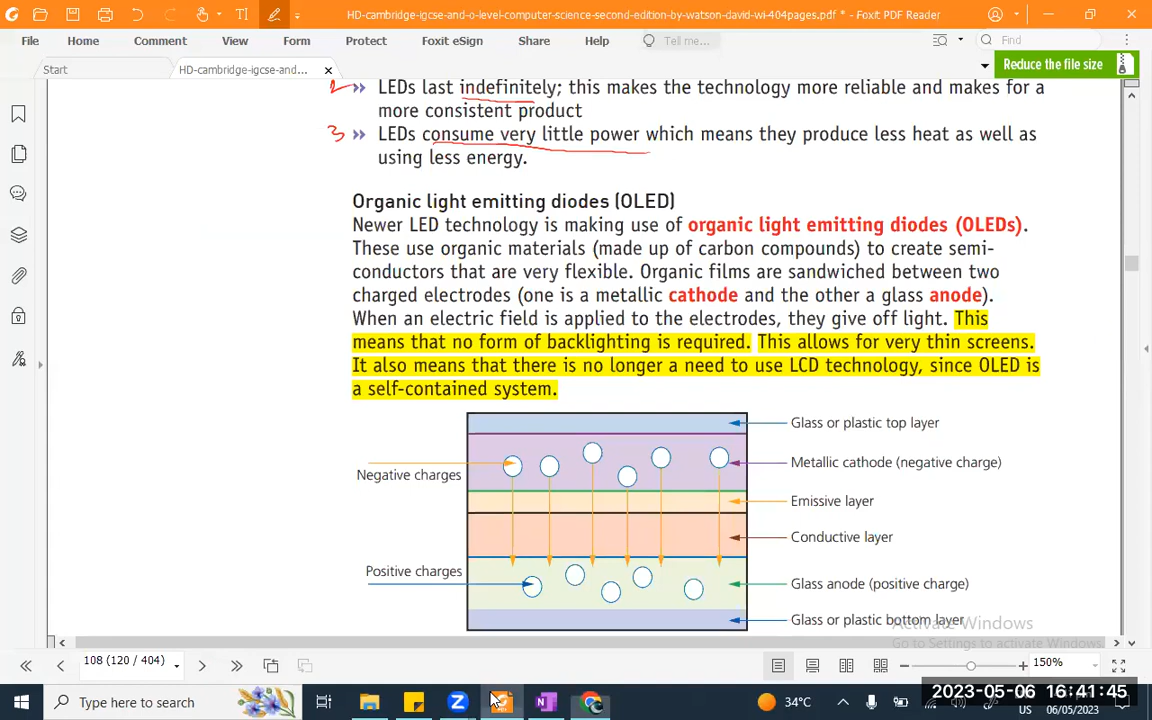 HD-cambridge-igcse-and-o-level-computer-science-second-edition-by-watson-david-wi-404pages.pdf * - Foxit PDF Reader
File Home Comment View Form Protect Foxit eSign Share Help Tell me... Find
Start HD-cambridge-igcse-and-... Reduce the file size
2 LEDs last indefinitely; this makes the technology more reliable and makes for a
more consistent product
3 LEDs consume very little power which means they produce less heat as well as
using less energy.
Organic light emitting diodes (OLED)
Newer LED technology is making use of organic light emitting diodes (OLEDs).
These use organic materials (made up of carbon compounds) to create semi-
conductors that are very flexible. Organic films are sandwiched between two
charged electrodes (one is a metallic cathode and the other a glass anode).
When an electric field is applied to the electrodes, they give off light. This
means that no form of backlighting is required. This allows for very thin screens.
It also means that there is no longer a need to use LCD technology, since OLED is
a self-contained system.
Glass or plastic top layer
Metallic cathode (negative charge)
Negative charges
Emissive layer
Conductive layer
Positive charges
Glass anode (positive charge)
Glass or plastic bottom layer
Activate Windows
Go to Settings to activate Windows.
108 (120 / 404) 150%
Type here to search 34°C 2023-05-06 16:41:45
06/05/2023